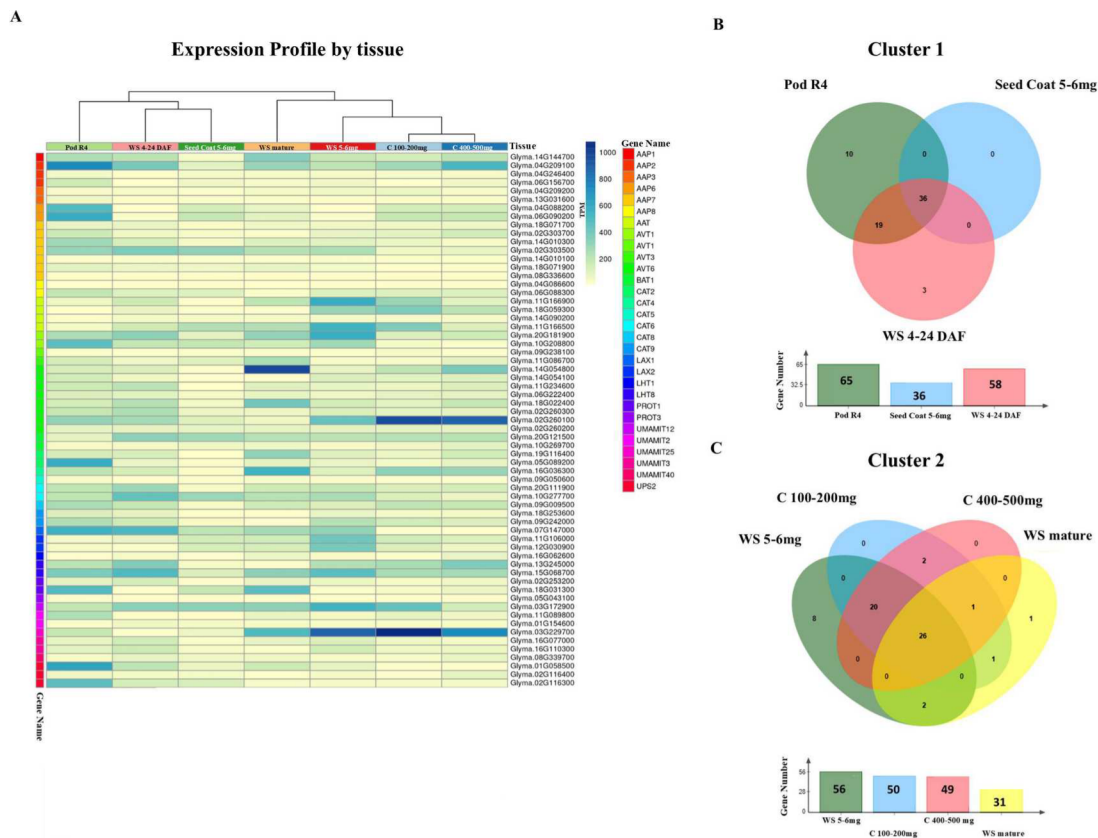 A
Expression Profile by tissue
Pod R4
WS 4-24 DAF
Seed Coat 5-6mg
WS mature
WS 5-6mg
C 100-200mg
C 400-500mg
Tissue
Glyma.14G144700
Glyma.04G209100
Glyma.04G246400
Glyma.06G156700
Glyma.04G209200
Glyma.13G031600
Glyma.04G088200
Glyma.06G090200
Glyma.18G071700
Glyma.02G303700
Glyma.14G010300
Glyma.02G303500
Glyma.14G010100
Glyma.18G071900
Glyma.08G336600
Glyma.04G086600
Glyma.06G088300
Glyma.11G166900
Glyma.18G059300
Glyma.14G090200
Glyma.11G166500
Glyma.20G181900
Glyma.10G208800
Glyma.09G238100
Glyma.11G086700
Glyma.14G054800
Glyma.14G054100
Glyma.11G234600
Glyma.06G222400
Glyma.18G022400
Glyma.02G260300
Glyma.02G260100
Glyma.02G260200
Glyma.20G121500
Glyma.10G269700
Glyma.19G116400
Glyma.05G089200
Glyma.16G036300
Glyma.09G050600
Glyma.20G111900
Glyma.10G277700
Glyma.09G009500
Glyma.18G253600
Glyma.09G242000
Glyma.07G147000
Glyma.11G106000
Glyma.12G030900
Glyma.16G062600
Glyma.13G245000
Glyma.15G068700
Glyma.02G253200
Glyma.18G031300
Glyma.05G043100
Glyma.03G172900
Glyma.11G089800
Glyma.01G154600
Glyma.03G229700
Glyma.16G077000
Glyma.16G110300
Glyma.08G339700
Glyma.01G058500
Glyma.02G116400
Glyma.02G116300
Gene Name
1000
800
600
400
200
TPM
Gene Name
AAP1
AAP2
AAP3
AAP6
AAP7
AAP8
AAT
AVT1
AVT1
AVT3
AVT6
BAT1
CAT2
CAT4
CAT5
CAT6
CAT8
CAT9
LAX1
LAX2
LHT1
LHT8
PROT1
PROT3
UMAMIT12
UMAMIT2
UMAMIT25
UMAMIT3
UMAMIT40
UPS2
B
Cluster 1
Pod R4
Seed Coat 5-6mg
10
0
0
36
19
0
3
WS 4-24 DAF
Gene Number
65
32.5
0
65
36
58
Pod R4
Seed Coat 5-6mg
WS 4-24 DAF
C
Cluster 2
C 100-200mg
C 400-500mg
WS 5-6mg
WS mature
0
0
2
0
0
20
1
8
1
26
0
0
0
1
2
Gene Number
56
28
0
56
50
49
31
WS 5-6mg
C 400-500 mg
C 100-200mg
WS mature